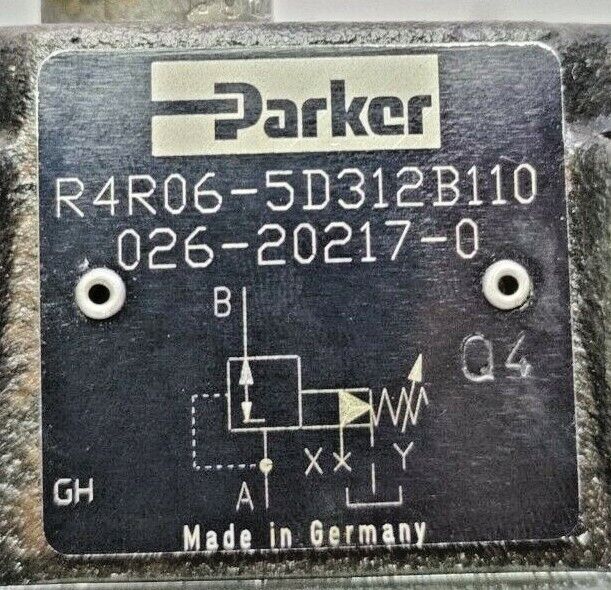 Parker
R4R06-5D312B110
026-20217-0
B
Q4
X Y
A
GH
Made in Germany